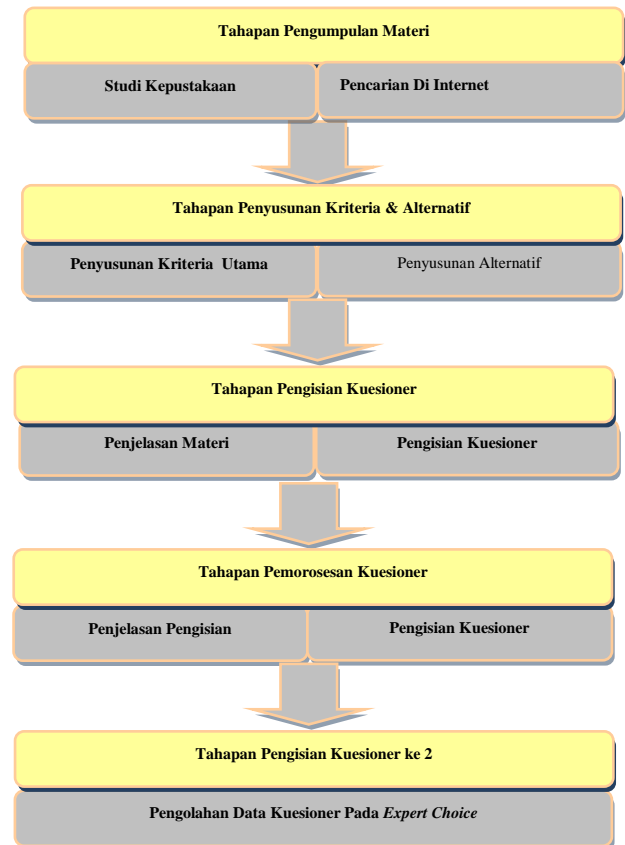 Tahapan Pengumpulan Materi
Studi Kepustakaan
Pencarian Di Internet
Tahapan Penyusunan Kriteria & Alternatif
Penyusunan Kriteria Utama
Penyusunan Alternatif
Tahapan Pengisian Kuesioner
Penjelasan Materi
Pengisian Kuesioner
Tahapan Pemorosesan Kuesioner
Penjelasan Pengisian
Pengisian Kuesioner
Tahapan Pengisian Kuesioner ke 2
Pengolahan Data Kuesioner Pada Expert Choice